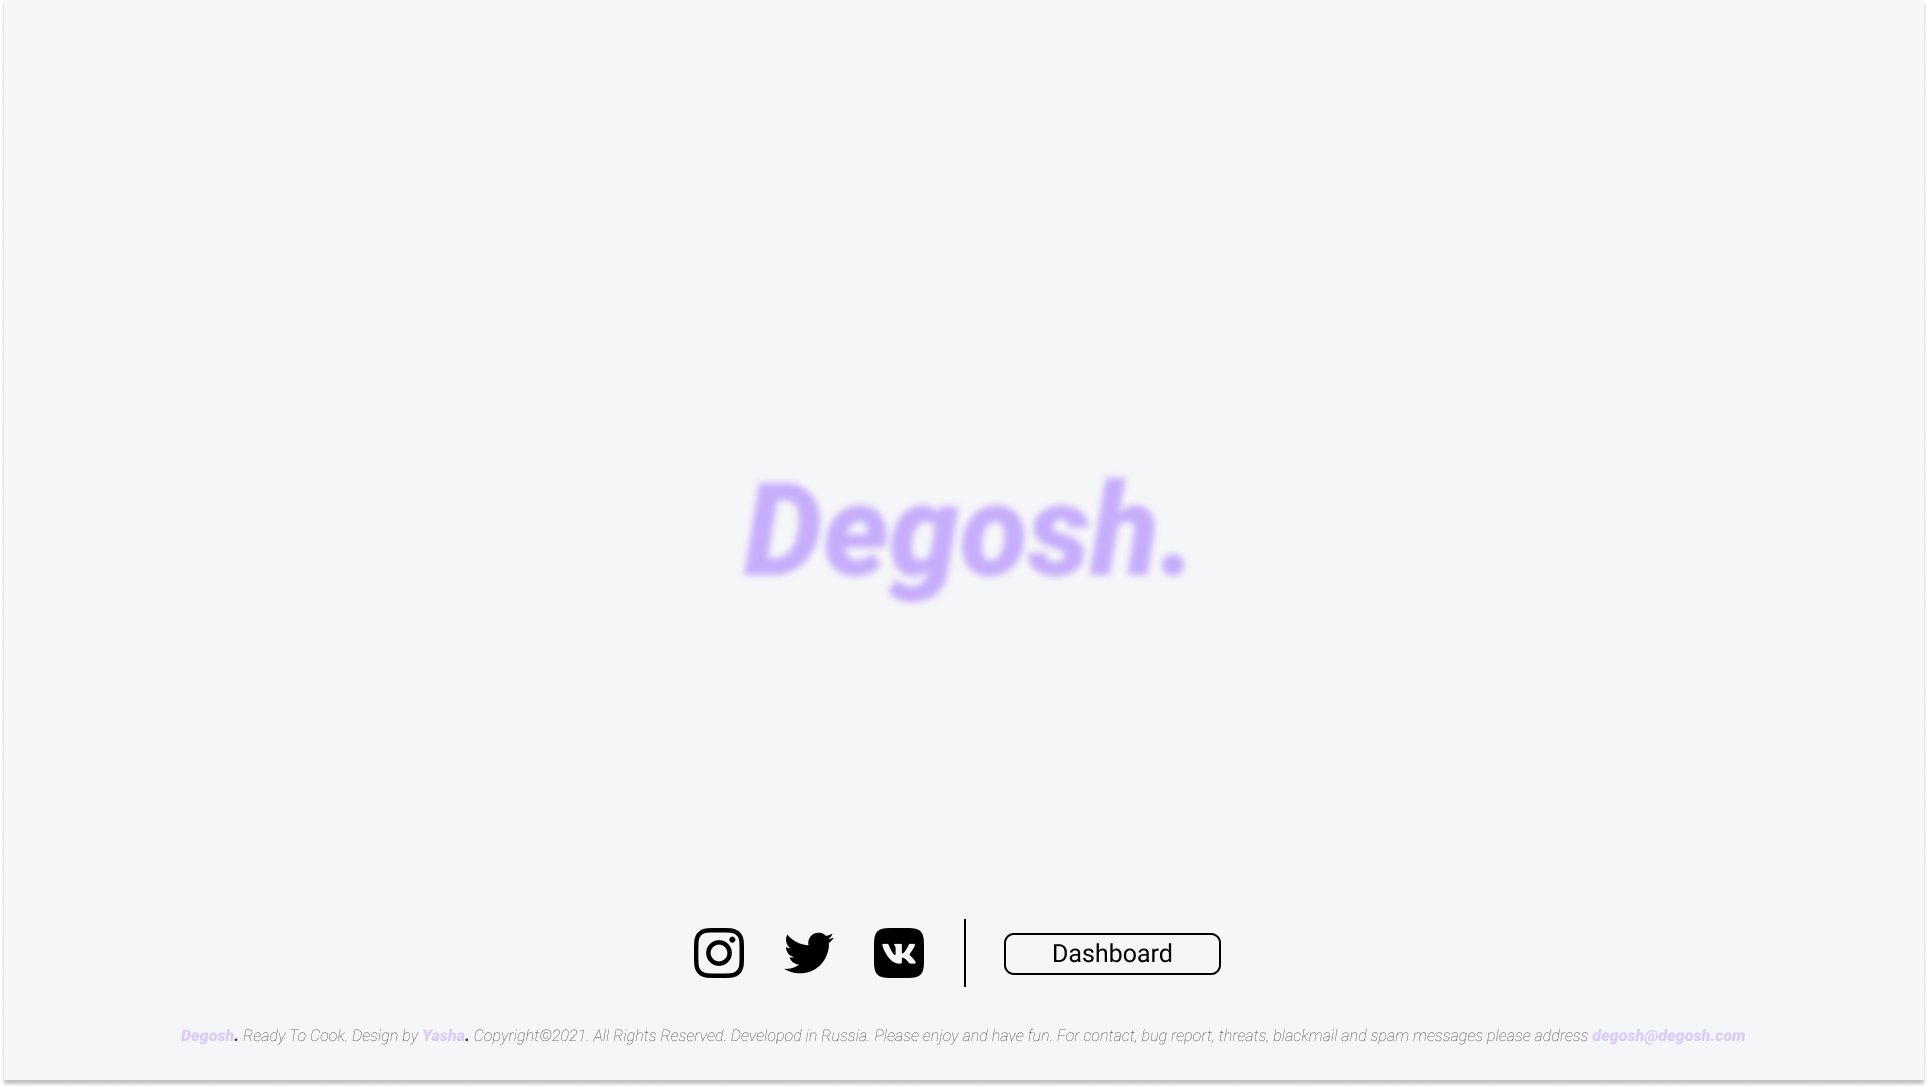 Degosh.
Dashboard
Degosh. Ready To Cook. Design by Yasha. Copyright©2021. All Rights Reserved. Developod in Russia. Please enjoy and have fun. For contact, bug report, threats, blackmail and spam messages please address degosh@degosh.com